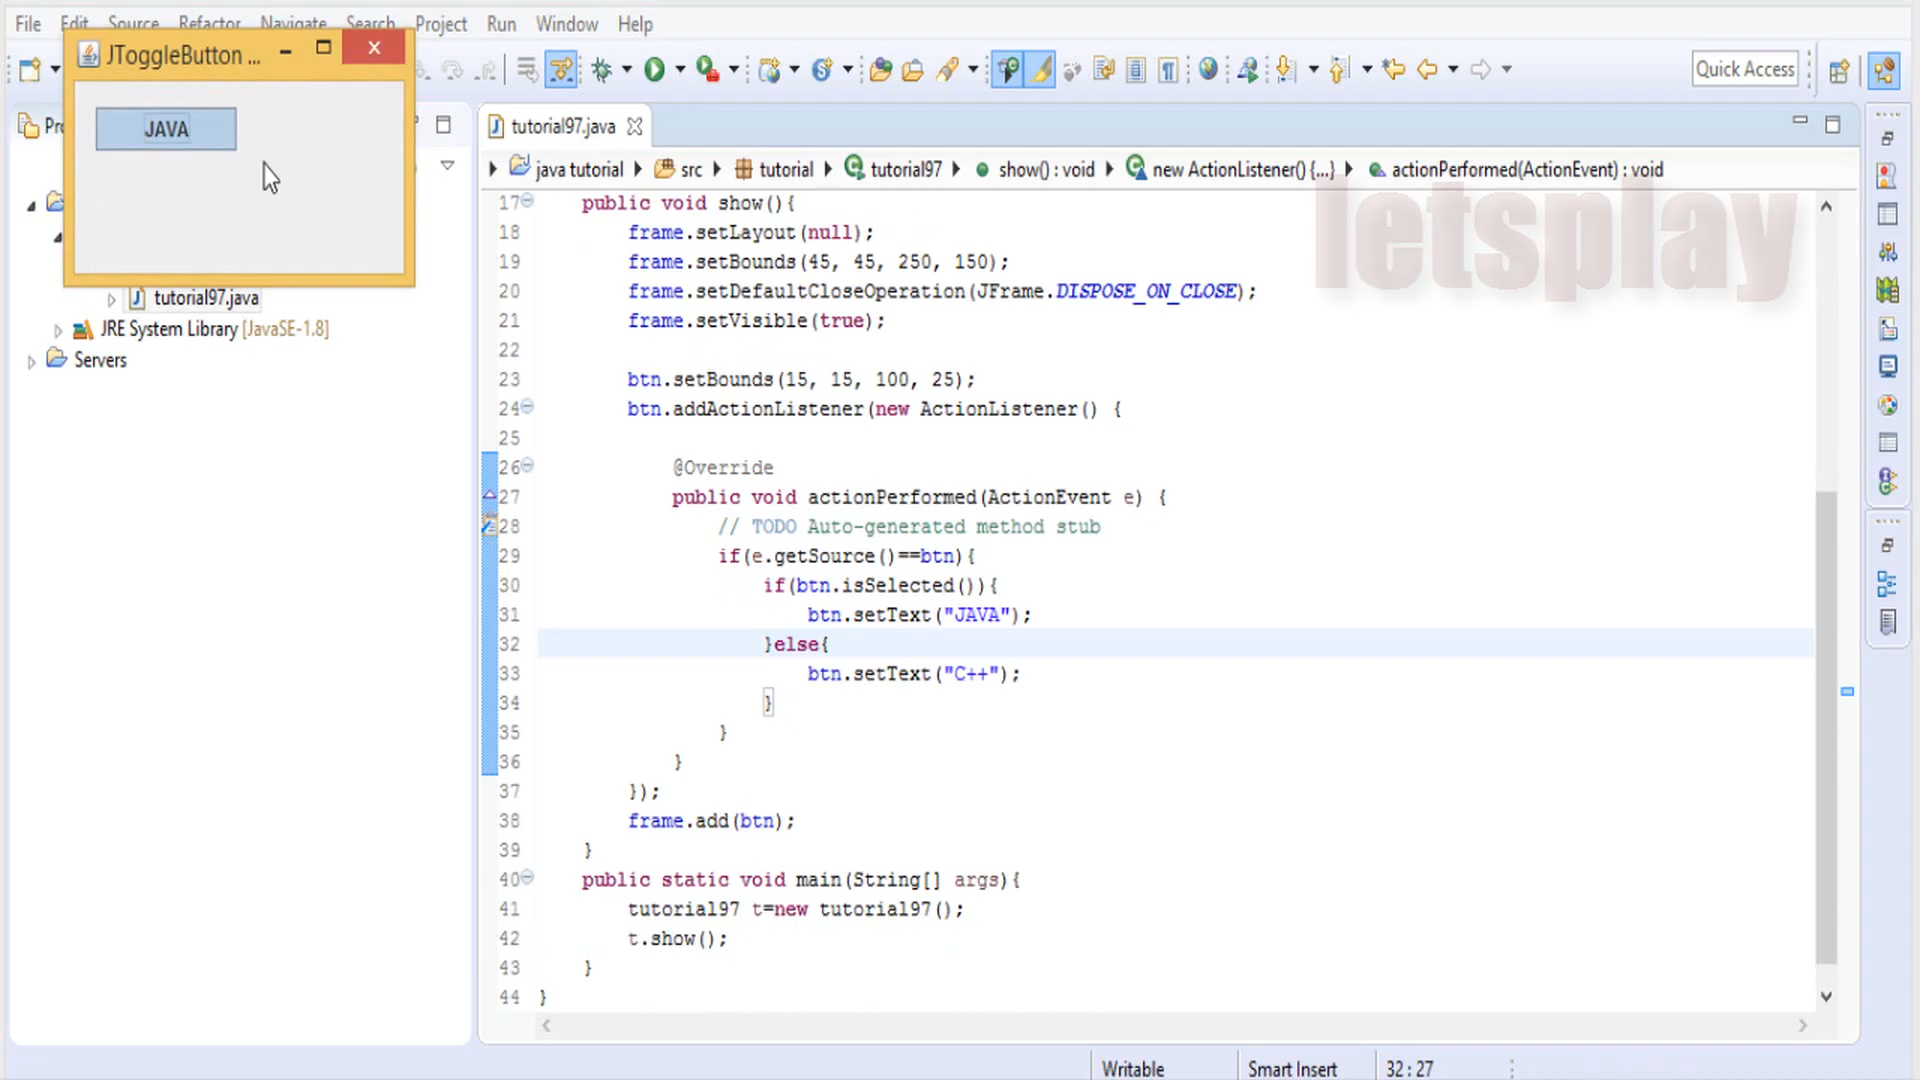 File Edit Source Refactor Navigate Search Project Run Window Help
JToggleButton ...
JAVA
Quick Access
tutorial97.java
java tutorial src tutorial tutorial97 show() : void new ActionListener() {...} actionPerformed(ActionEvent) : void
letsplay
tutorial97.java
JRE System Library [JavaSE-1.8]
Servers
17 public void show(){
18 frame.setLayout(null);
19 frame.setBounds(45, 45, 250, 150);
20 frame.setDefaultCloseOperation(JFrame.DISPOSE_ON_CLOSE);
21 frame.setVisible(true);
22
23 btn.setBounds(15, 15, 100, 25);
24 btn.addActionListener(new ActionListener() {
25
26 @Override
27 public void actionPerformed(ActionEvent e) {
28 // TODO Auto-generated method stub
29 if(e.getSource()==btn){
30 if(btn.isSelected()){
31 btn.setText("JAVA");
32 }else{
33 btn.setText("C++");
34 }
35 }
36 }
37 });
38 frame.add(btn);
39 }
40 public static void main(String[] args){
41 tutorial97 t=new tutorial97();
42 t.show();
43 }
44 }
Writable Smart Insert 32 : 27